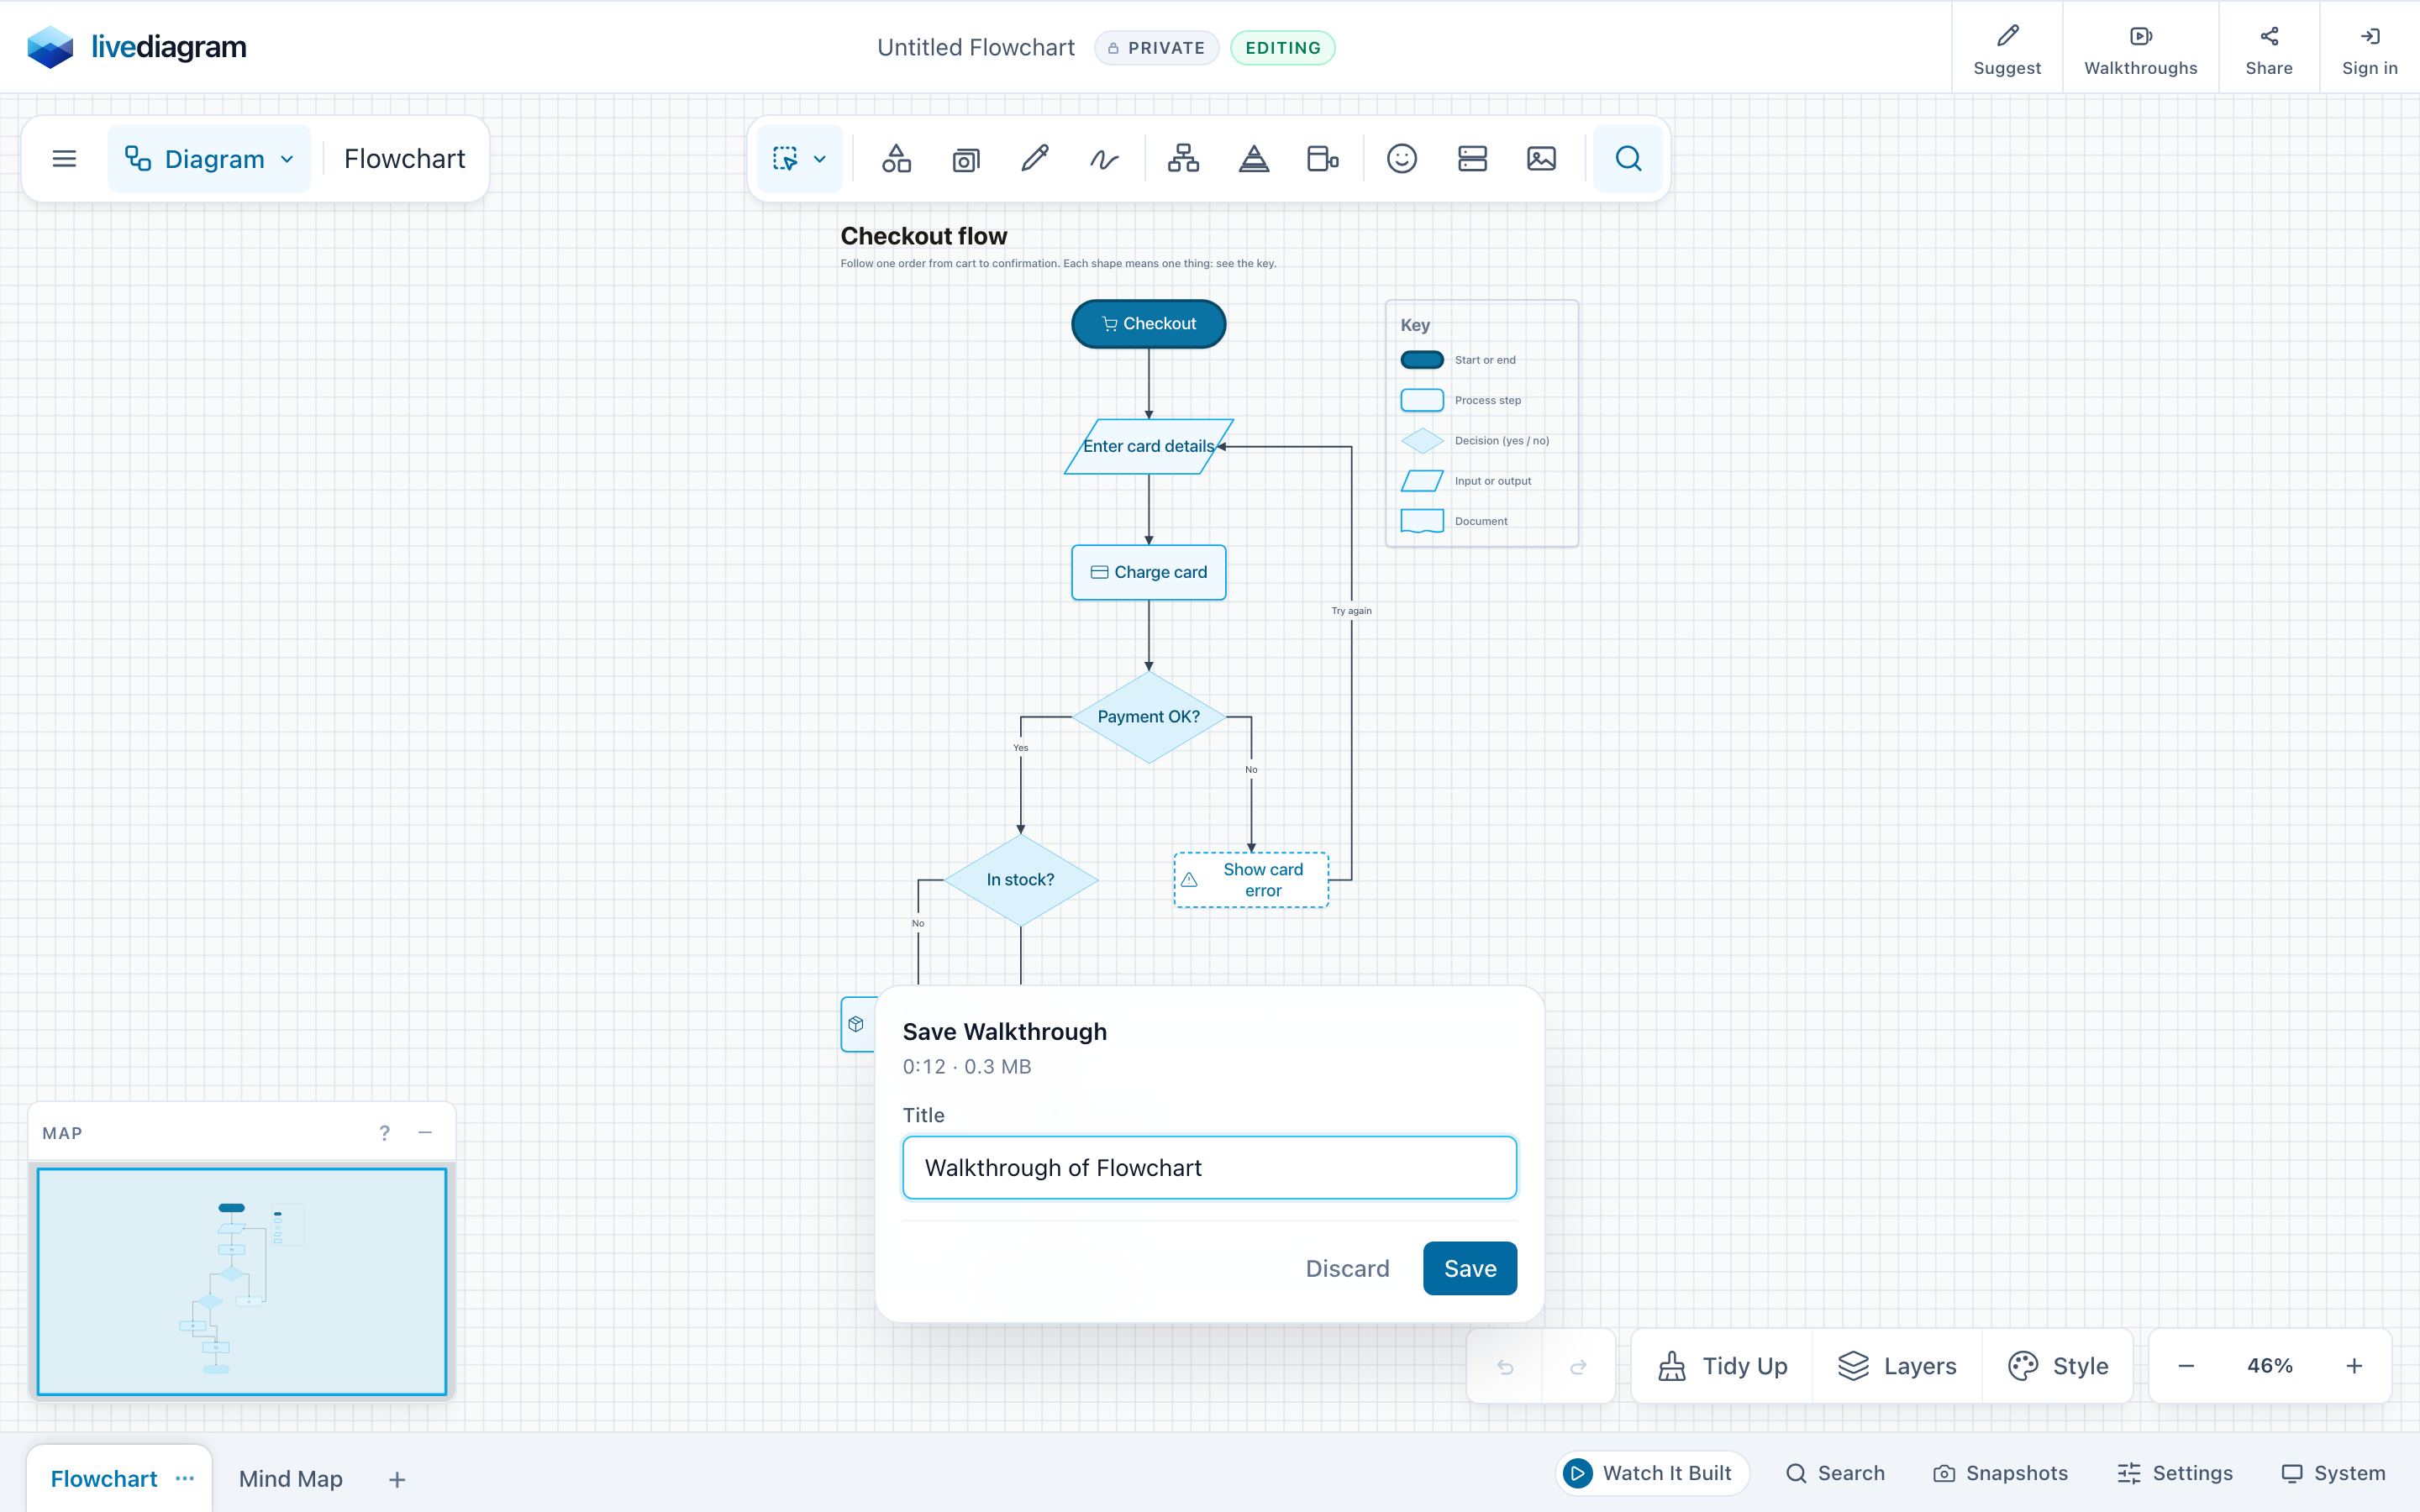 livediagram
Untitled Flowchart
PRIVATE
EDITING
Suggest
Walkthroughs
Share
Sign in
Diagram
Flowchart
Checkout flow
Follow one order from cart to confirmation. Each shape means one thing: see the key.
Checkout
Key
Start or end
Process step
Decision (yes / no)
Input or output
Document
Enter card details
Charge card
Try again
Payment OK?
Yes
No
In stock?
Show card
error
No
Save Walkthrough
0:12 · 0.3 MB
Title
Walkthrough of Flowchart
Discard
Save
MAP
?
Tidy Up
Layers
Style
46%
Flowchart
Mind Map
Watch It Built
Search
Snapshots
Settings
System